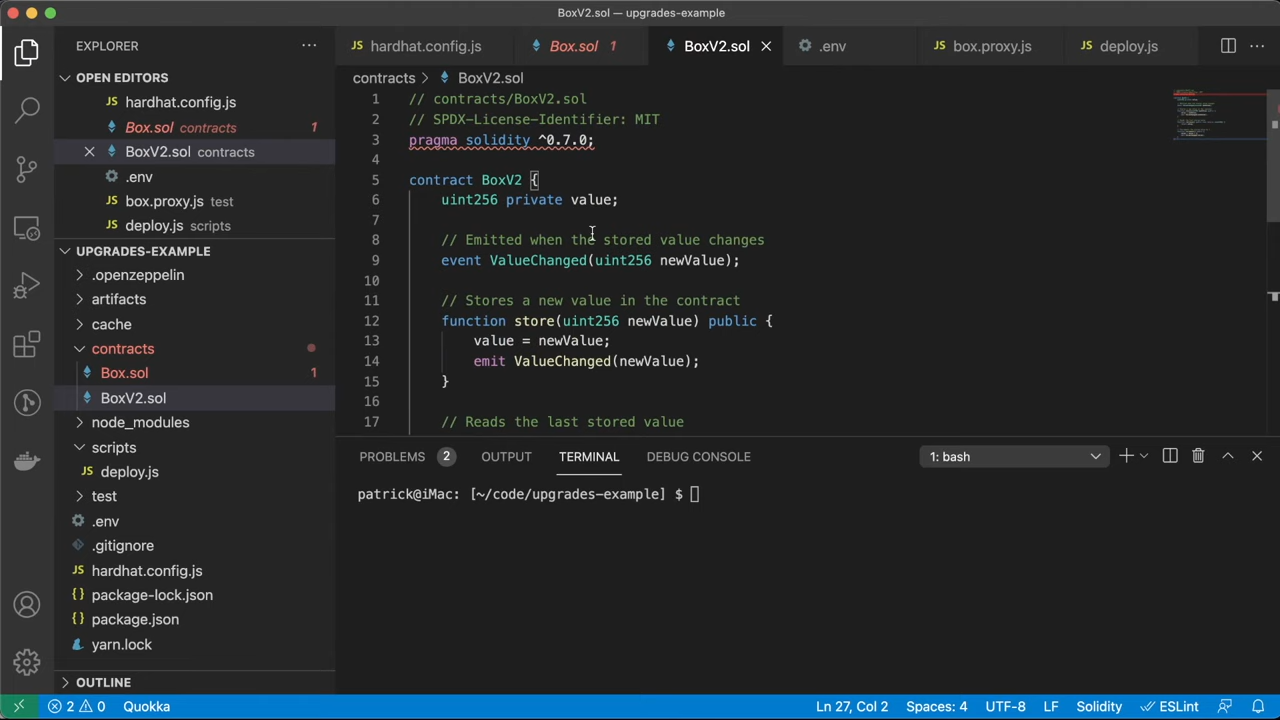 BoxV2.sol — upgrades-example
EXPLORER
OPEN EDITORS
hardhat.config.js
Box.sol contracts 1
BoxV2.sol contracts
.env
box.proxy.js test
deploy.js scripts
UPGRADES-EXAMPLE
.openzeppelin
artifacts
cache
contracts
Box.sol 1
BoxV2.sol
node_modules
scripts
deploy.js
test
.env
.gitignore
hardhat.config.js
package-lock.json
package.json
yarn.lock
OUTLINE
hardhat.config.js Box.sol 1 BoxV2.sol .env box.proxy.js deploy.js
contracts > BoxV2.sol
1 // contracts/BoxV2.sol
2 // SPDX-License-Identifier: MIT
3 pragma solidity ^0.7.0;
4
5 contract BoxV2 {
6 uint256 private value;
7
8 // Emitted when the stored value changes
9 event ValueChanged(uint256 newValue);
10
11 // Stores a new value in the contract
12 function store(uint256 newValue) public {
13 value = newValue;
14 emit ValueChanged(newValue);
15 }
16
17 // Reads the last stored value
PROBLEMS 2 OUTPUT TERMINAL DEBUG CONSOLE 1: bash
patrick@iMac: [~/code/upgrades-example] $
2 0 Quokka Ln 27, Col 2 Spaces: 4 UTF-8 LF Solidity ESLint